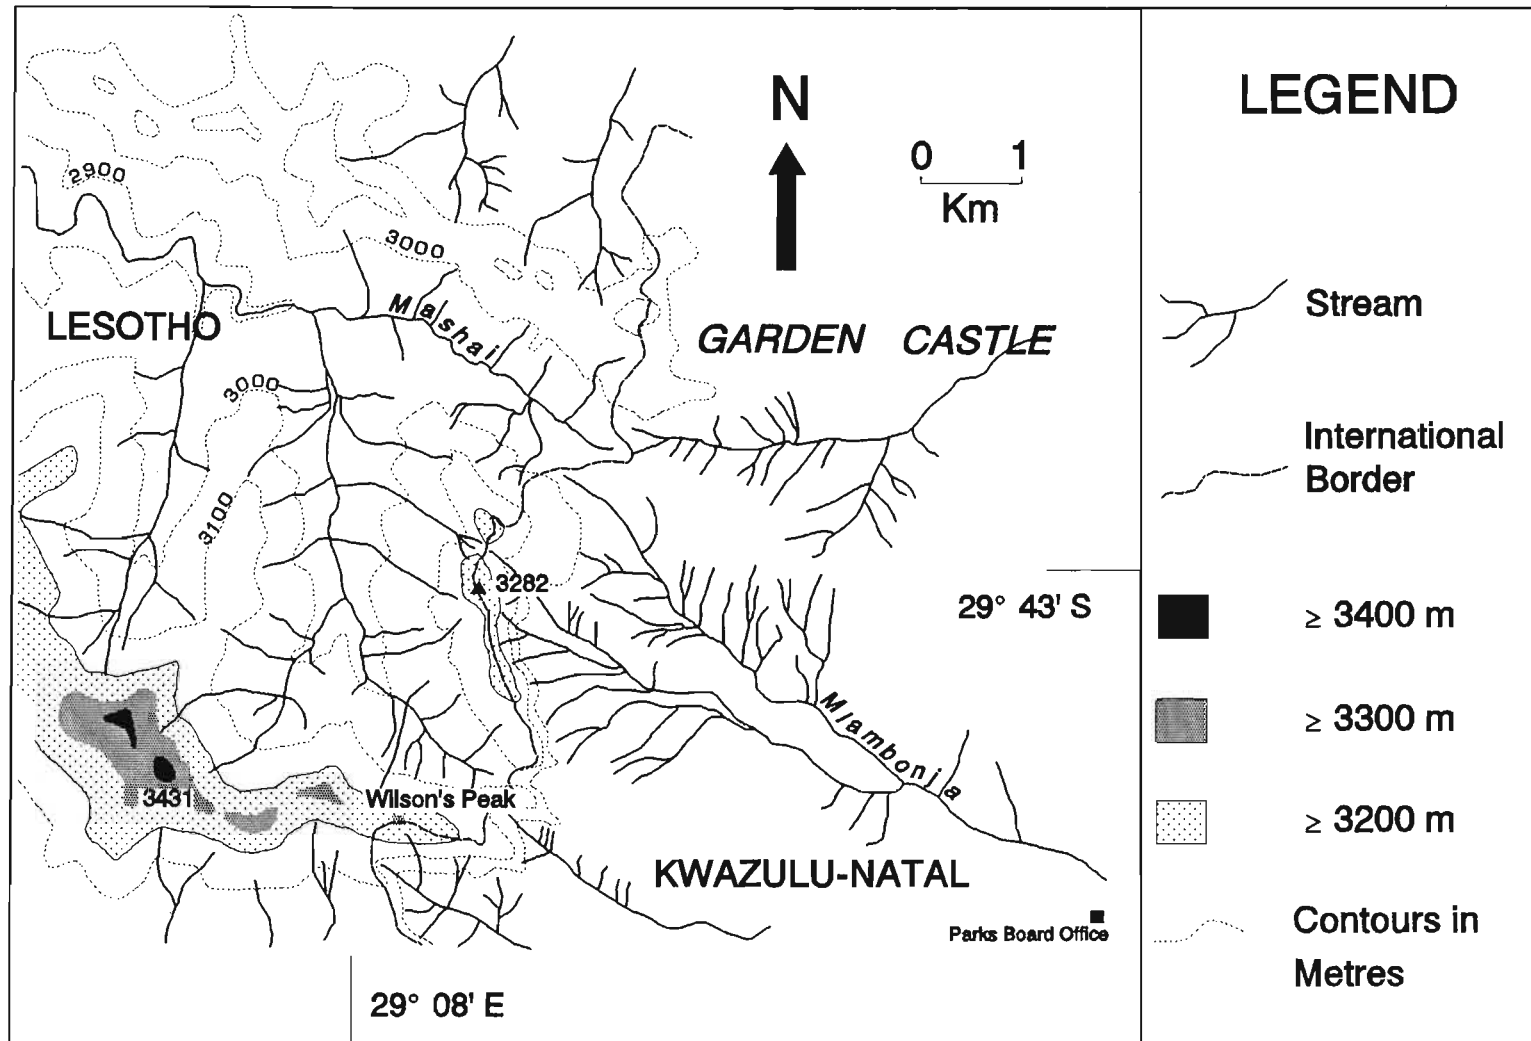 LEGEND
N
0 1
Km
2900
3000
Mashai
LESOTHO
GARDEN CASTLE
3000
3100
3282
29° 43' S
Mlambonja
3431
Wilson's Peak
KWAZULU-NATAL
Parks Board Office
29° 08' E
Stream
International
Border
≥ 3400 m
≥ 3300 m
≥ 3200 m
Contours in
Metres